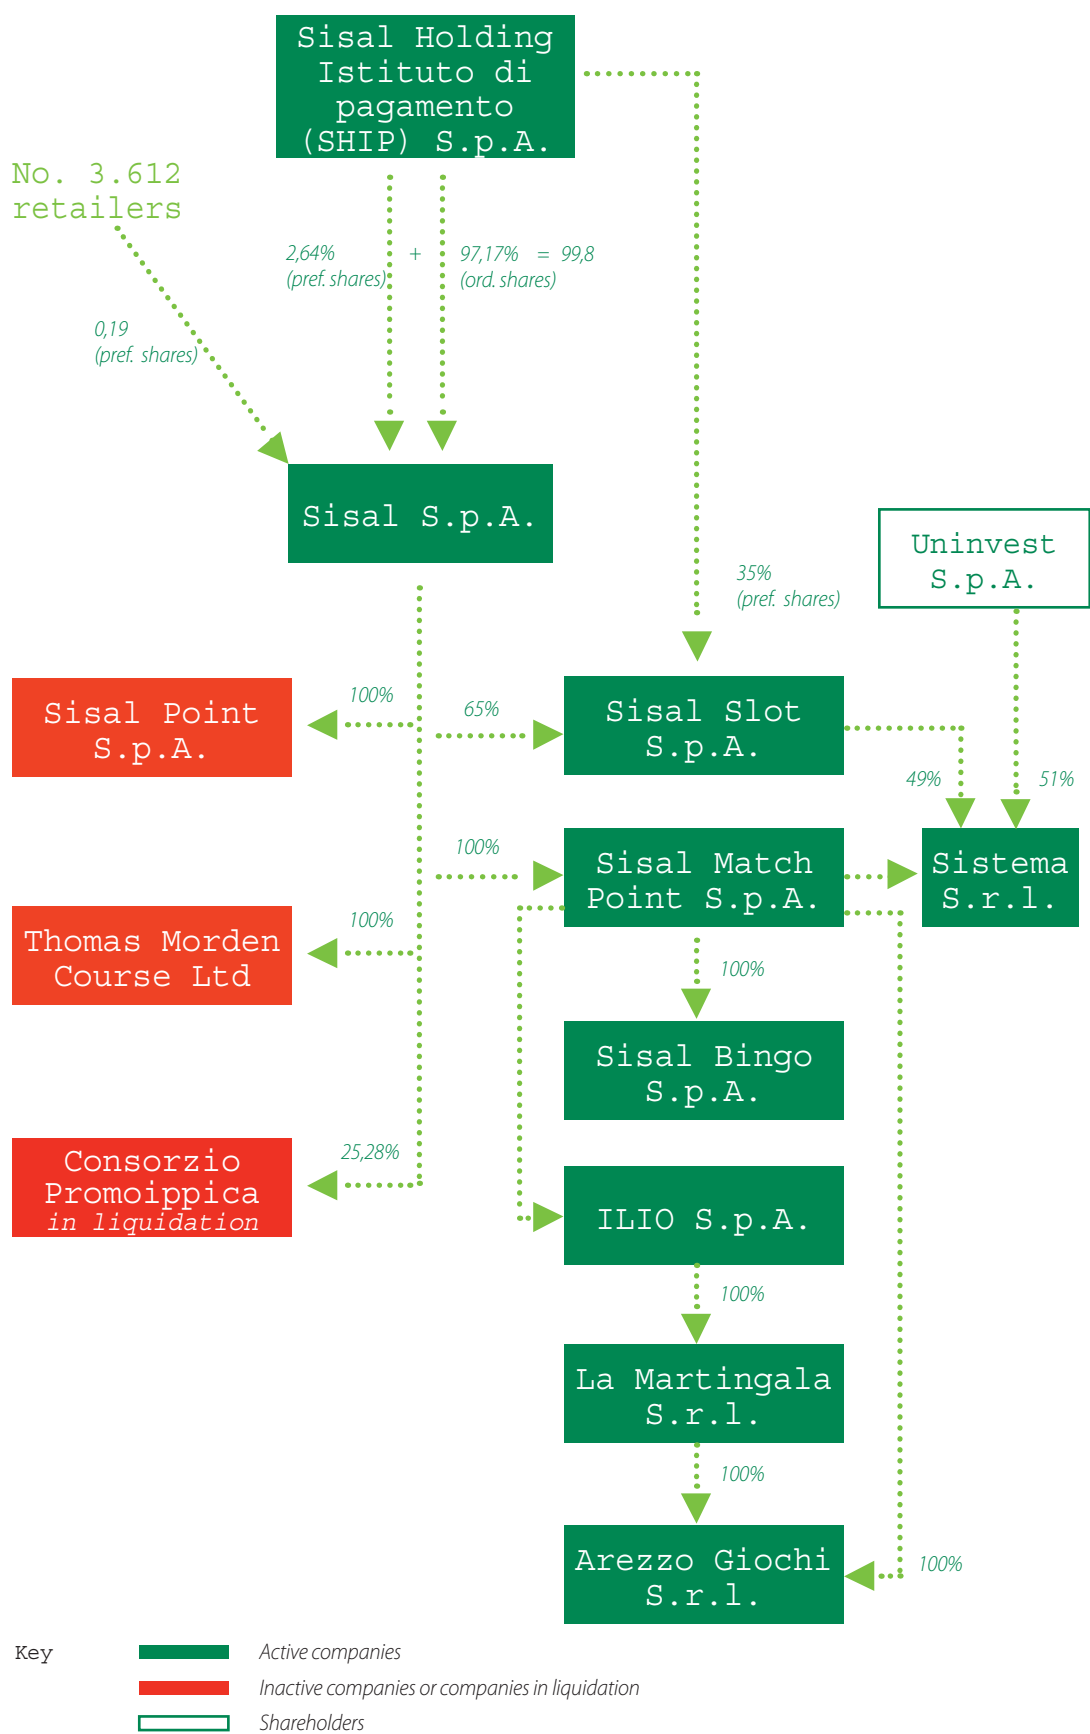 Sisal Holding
Istituto di
pagamento
(SHIP) S.p.A.
No. 3.612
retailers
2,64%
(pref. shares)
+
97,17% = 99,8
(ord. shares)
0,19
(pref. shares)
Sisal S.p.A.
35%
(pref. shares)
Uninvest
S.p.A.
100%
Sisal Point
S.p.A.
65%
Sisal Slot
S.p.A.
49%
51%
100%
Sisal Match
Point S.p.A.
Sistema
S.r.l.
100%
Thomas Morden
Course Ltd
100%
Sisal Bingo
S.p.A.
25,28%
Consorzio
Promoippica
in liquidation
ILIO S.p.A.
100%
La Martingala
S.r.l.
100%
Arezzo Giochi
S.r.l.
100%
Key
Active companies
Inactive companies or companies in liquidation
Shareholders